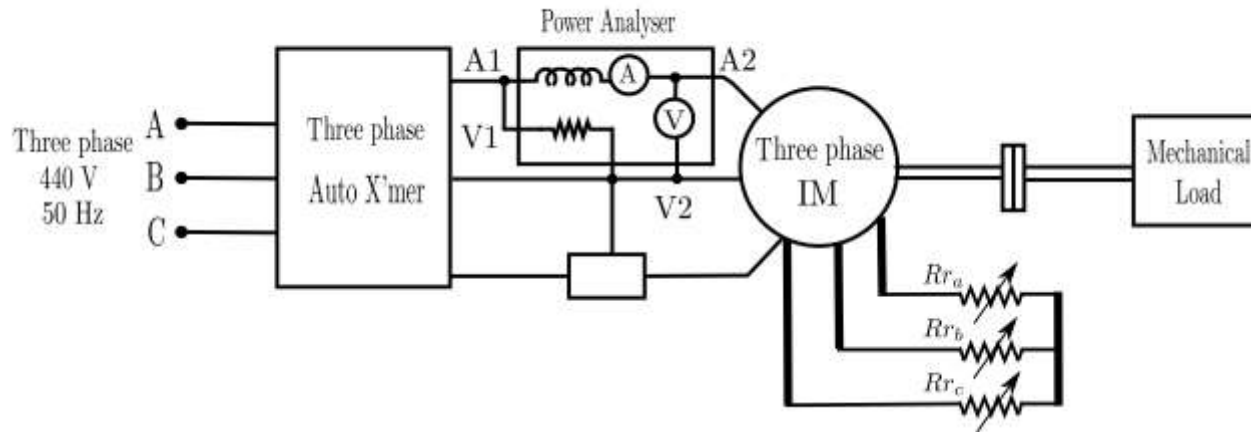 Power Analyser
A1
A2
A
V
V1
V2
Three phase
440 V
50 Hz
A
B
C
Three phase
Auto X'mer
Three phase
IM
Mechanical
Load
Rr_a
Rr_b
Rr_c